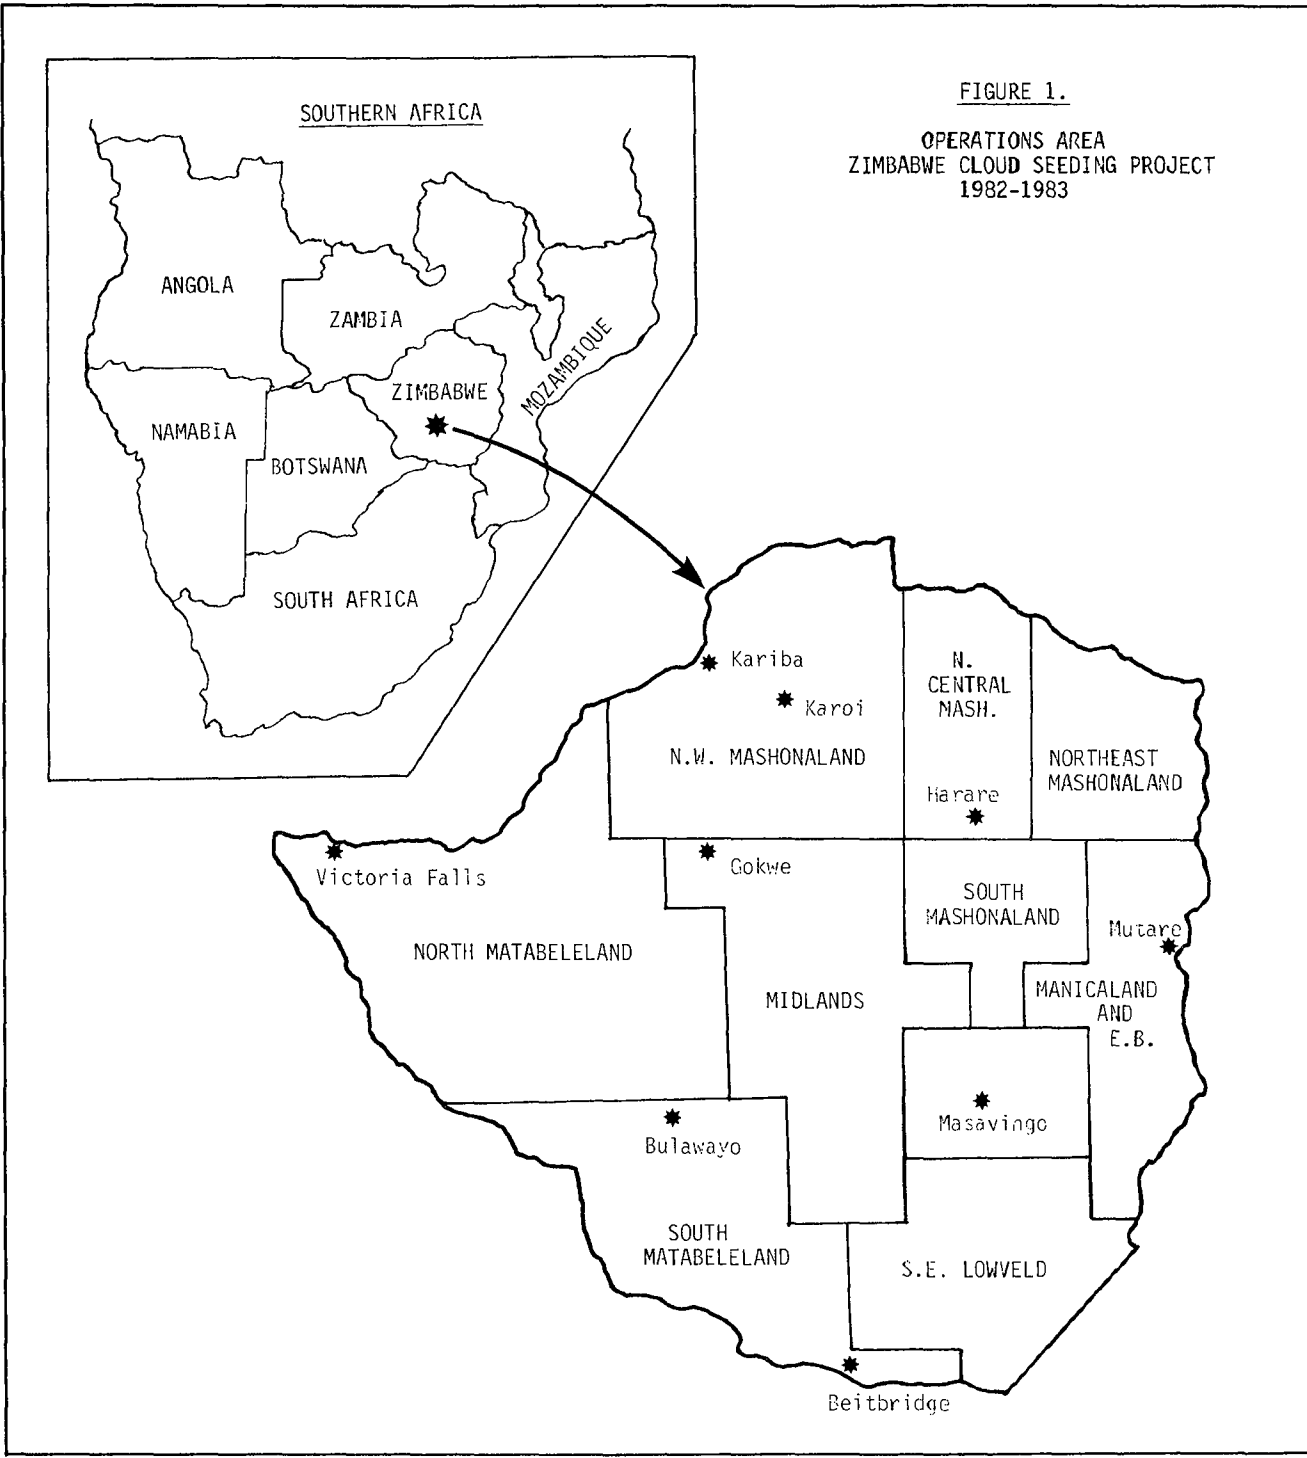 FIGURE 1.
OPERATIONS AREA
ZIMBABWE CLOUD SEEDING PROJECT
1982-1983
SOUTHERN AFRICA
ANGOLA
ZAMBIA
MOZAMBIQUE
ZIMBABWE
NAMABIA
BOTSWANA
SOUTH AFRICA
Kariba
Karoi
N.W. MASHONALAND
N.
CENTRAL
MASH.
Harare
NORTHEAST
MASHONALAND
Victoria Falls
Gokwe
SOUTH
MASHONALAND
Mutare
NORTH MATABELELAND
MIDLANDS
MANICALAND
AND
E.B.
Masavingo
Bulawayo
SOUTH
MATABELELAND
S.E. LOWVELD
Beitbridge